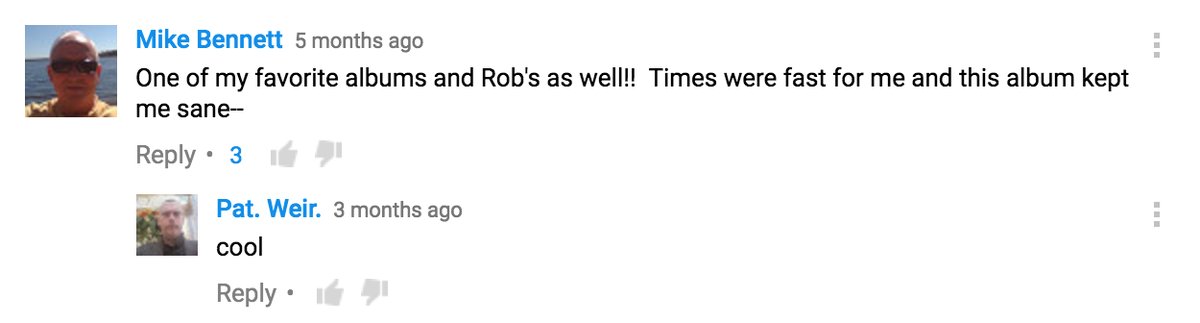 Mike Bennett 5 months ago
One of my favorite albums and Rob's as well!!  Times were fast for me and this album kept
me sane--
Reply • 3
Pat. Weir. 3 months ago
cool
Reply •